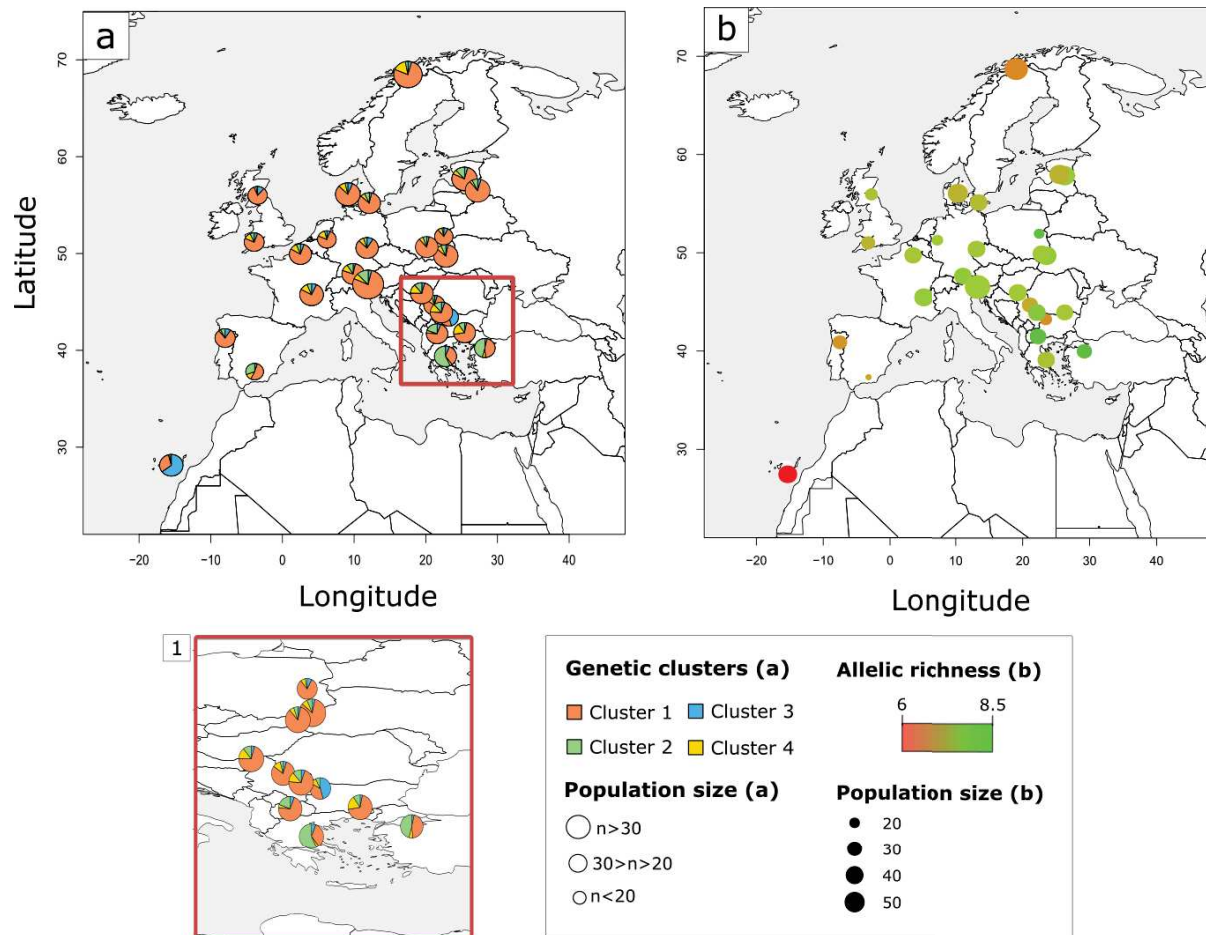 a
b
70
60
50
40
30
Latitude
−20 −10 0 10 20 30 40
Longitude
70
60
50
40
30
−20 −10 0 10 20 30 40
Longitude
1
Genetic clusters (a)
Cluster 1 Cluster 3
Cluster 2 Cluster 4
Population size (a)
n>30
30>n>20
n<20
Allelic richness (b)
6 8.5
Population size (b)
20
30
40
50